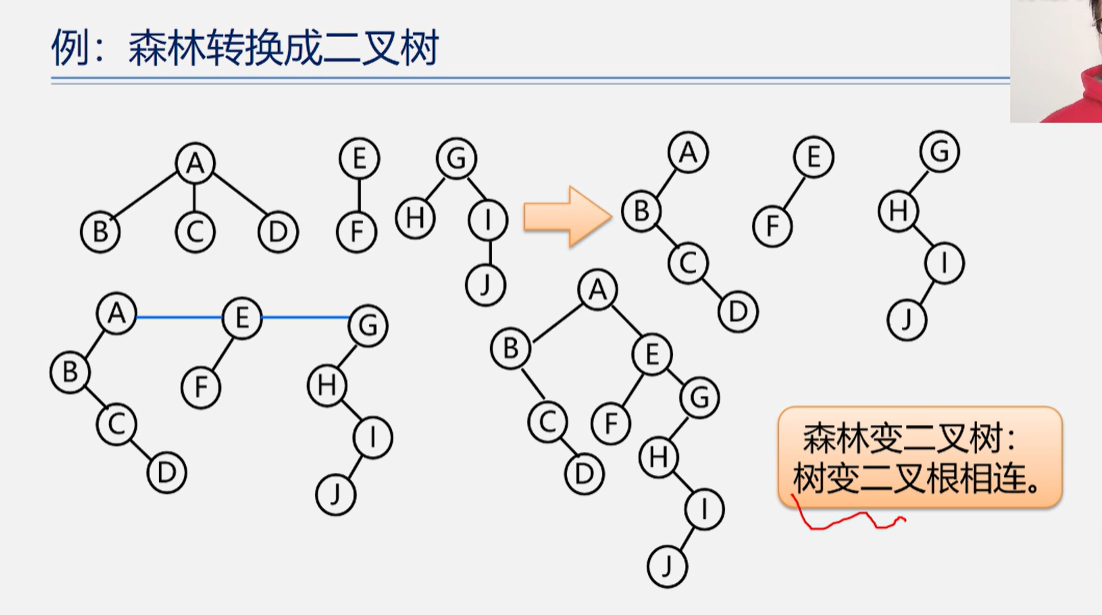 例：森林转换成二叉树
A E G
B C D F H I
J
A E G
B F H
C I
D J
A E G
B F H
C I
D J
A
B E
C F G
D H
I
J
森林变二叉树：
树变二叉根相连。